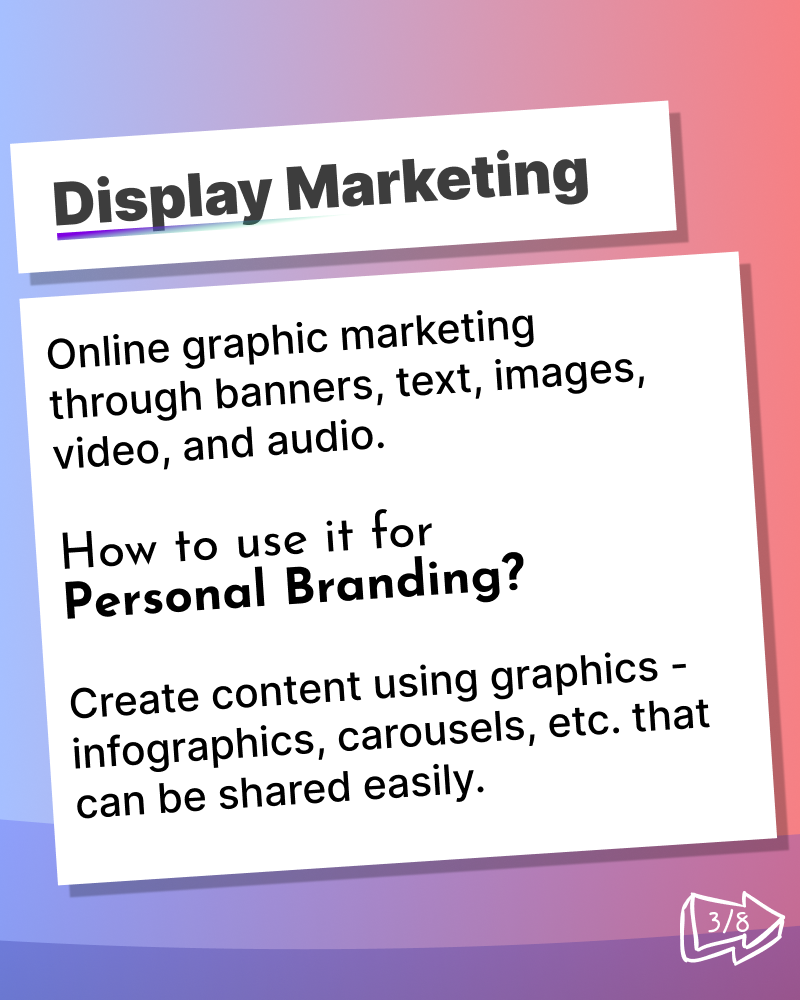 Display Marketing
Online graphic marketing
through banners, text, images,
video, and audio.
How to use it for
Personal Branding?
Create content using graphics -
infographics, carousels, etc. that
can be shared easily.
3/8